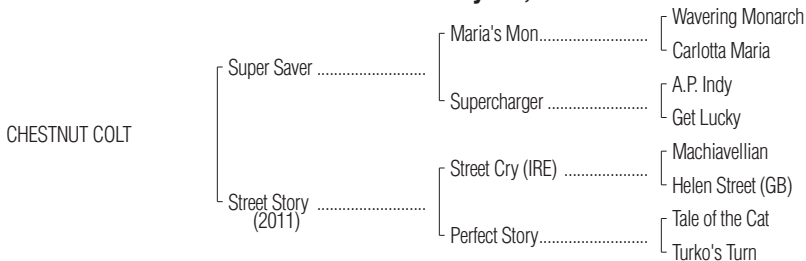 Wavering Monarch
Maria's Mon..........................
Carlotta Maria
Super Saver ..........................
A.P. Indy
Supercharger ........................
Get Lucky
CHESTNUT COLT
Machiavellian
Street Cry (IRE) ....................
Helen Street (GB)
Street Story ..........................
(2011)
Tale of the Cat
Perfect Story..........................
Turko's Turn